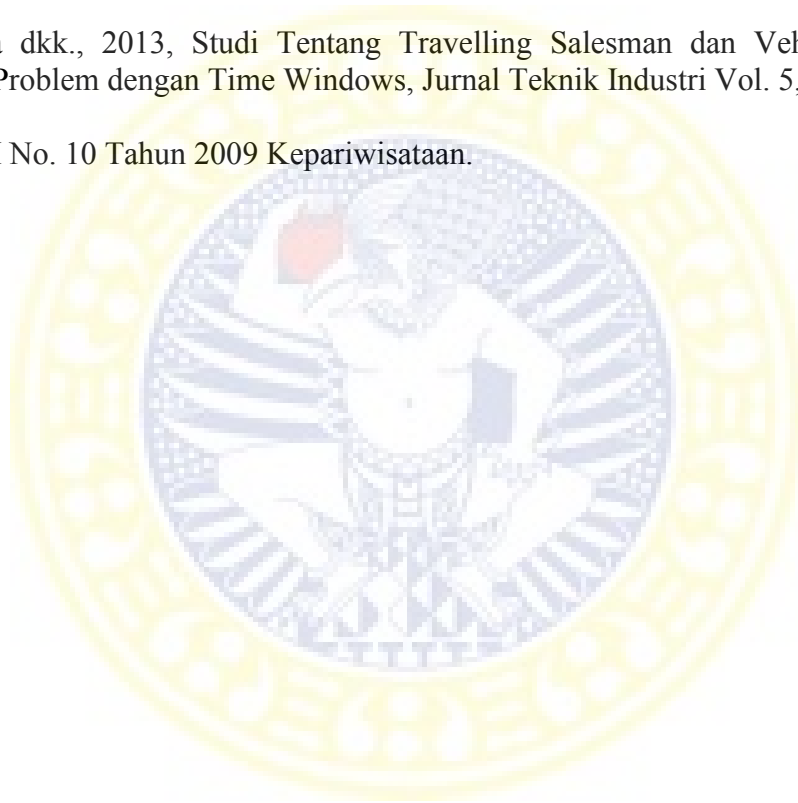 dkk., 2013, Studi Tentang Travelling Salesman dan
Problem dengan Time Windows, Jurnal Teknik Industri Vol. 5,
No. 10 Tahun 2009 Kepariwisataan.